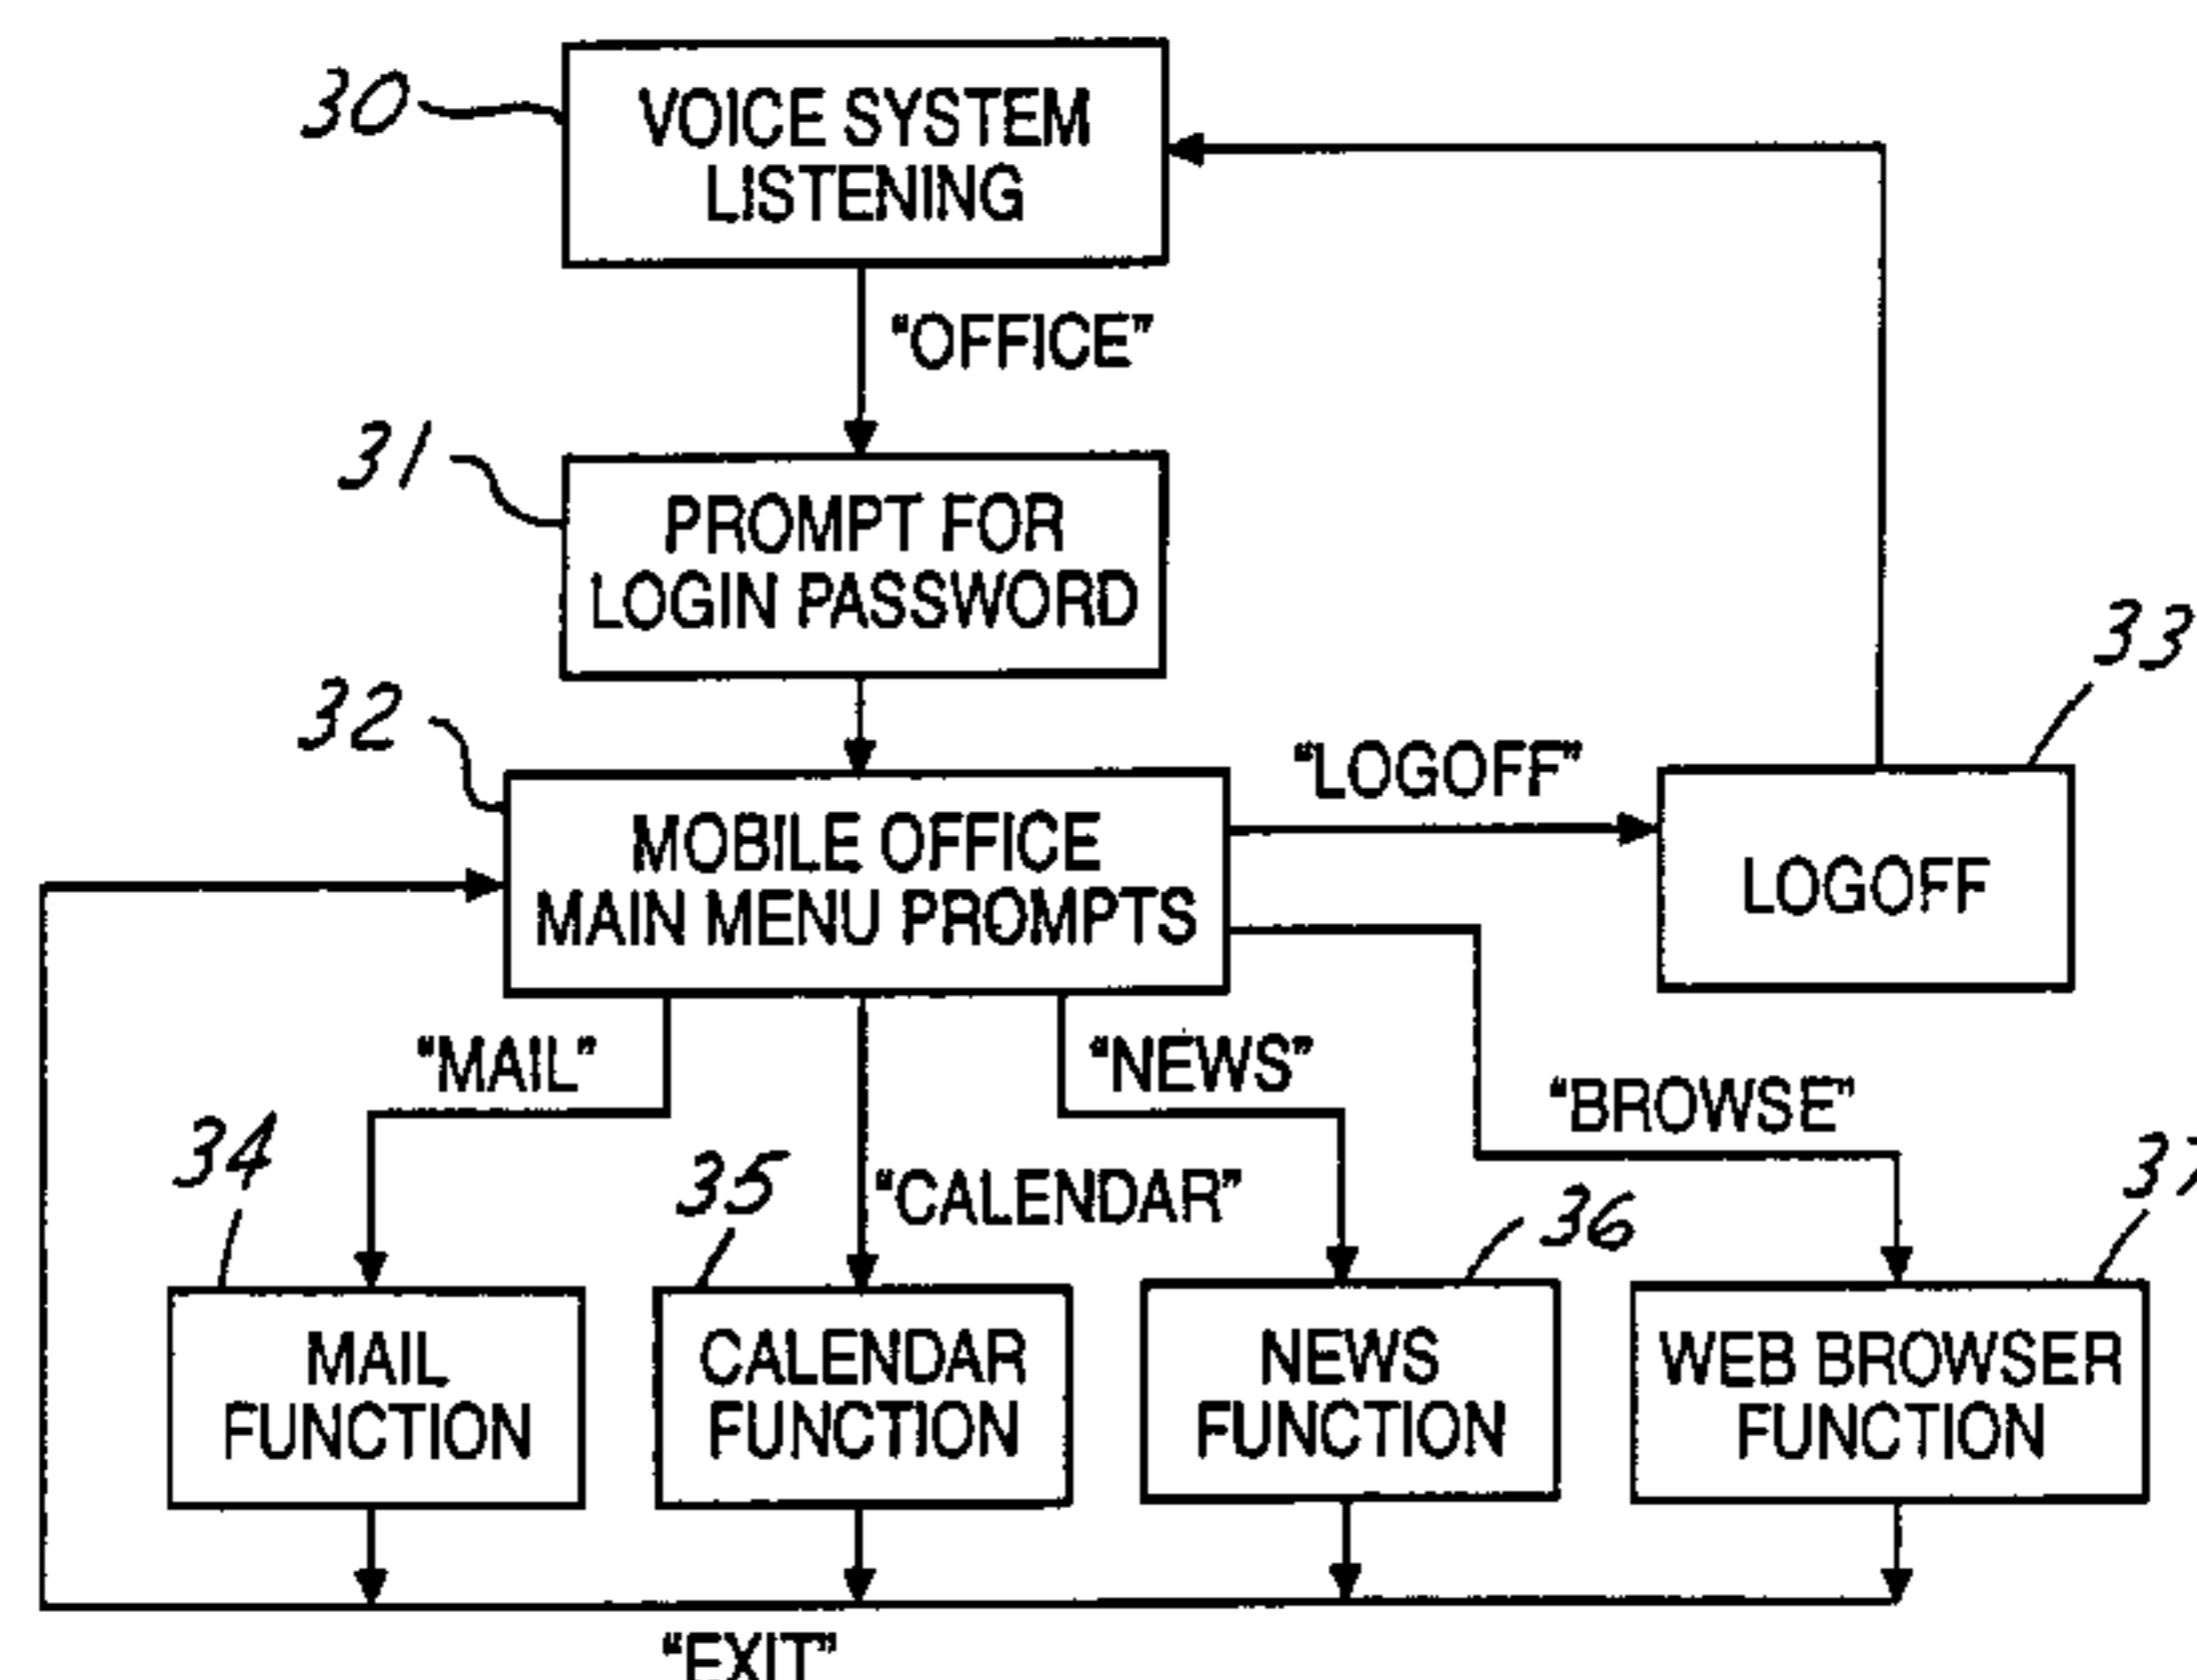 30
VOICE SYSTEM
LISTENING
“OFFICE”
31
PROMPT FOR
LOGIN PASSWORD
32
MOBILE OFFICE
MAIN MENU PROMPTS
“LOGOFF”
33
LOGOFF
“MAIL”
“NEWS”
“BROWSE”
“CALENDAR”
34
35
36
37
MAIL
FUNCTION
CALENDAR
FUNCTION
NEWS
FUNCTION
WEB BROWSER
FUNCTION
“EXIT”